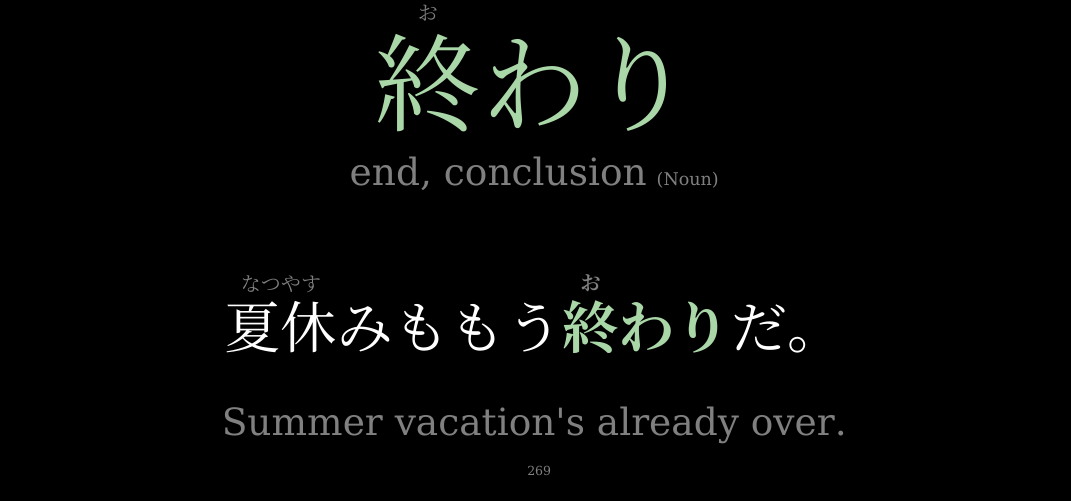 お
終わり
end, conclusion (Noun)
なつやす お
夏休みももう終わりだ。
Summer vacation's already over.
269